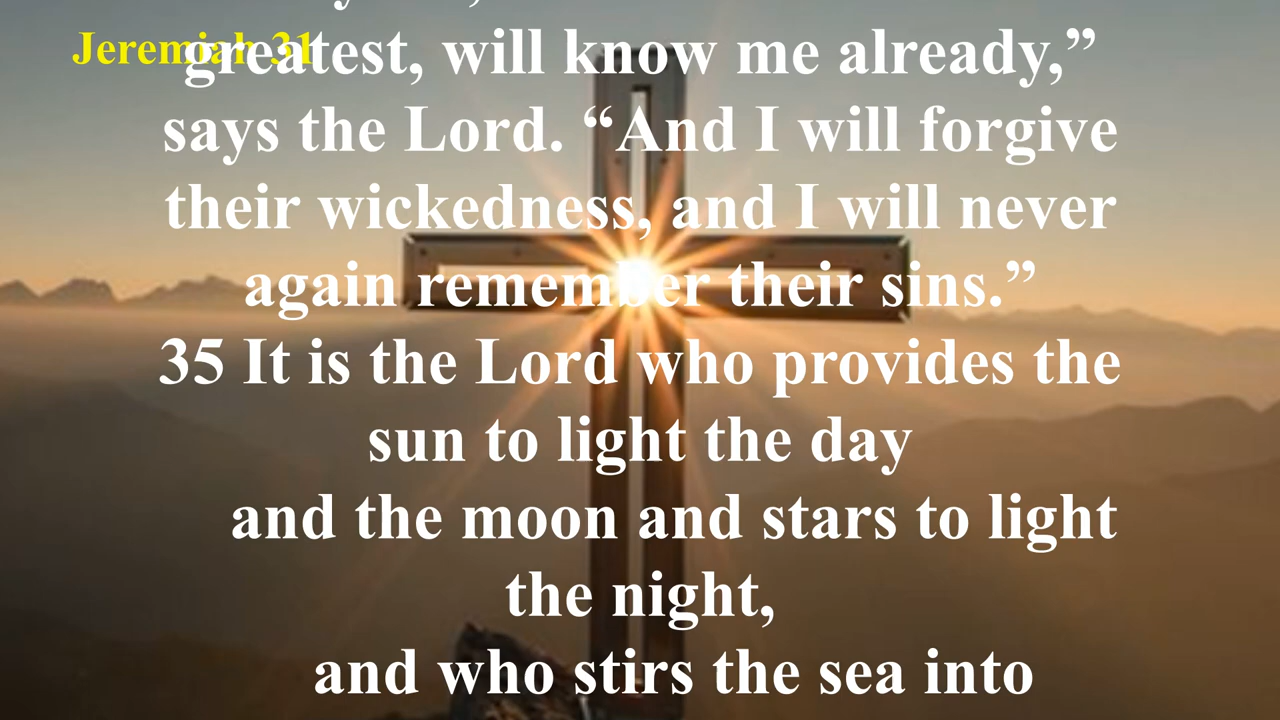 Jeremiah 31
greatest, will know me already,”
says the Lord. “And I will forgive
their wickedness, and I will never
again remember their sins.”
35 It is the Lord who provides the
sun to light the day
and the moon and stars to light
the night,
and who stirs the sea into